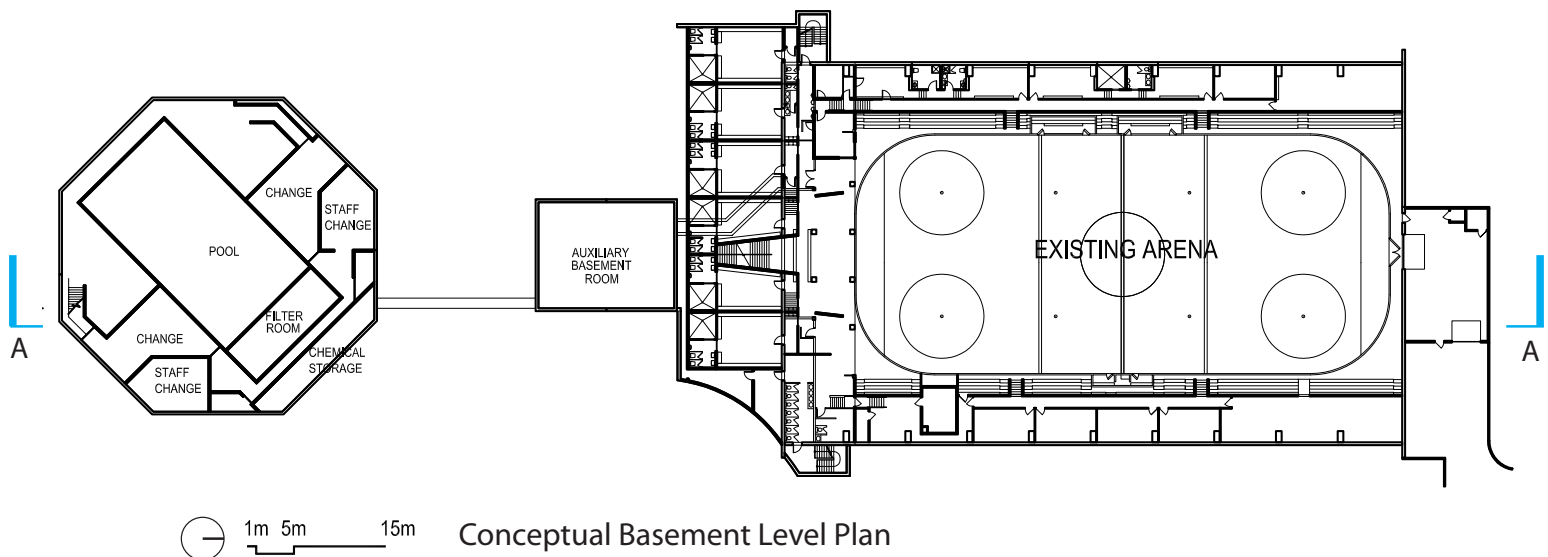 CHANGE
STAFF
CHANGE
POOL
AUXILIARY
BASEMENT
ROOM
EXISTING ARENA
FILTER
ROOM
CHANGE
CHEMICAL
STORAGE
STAFF
CHANGE
A
A
1m 5m 15m
Conceptual Basement Level Plan